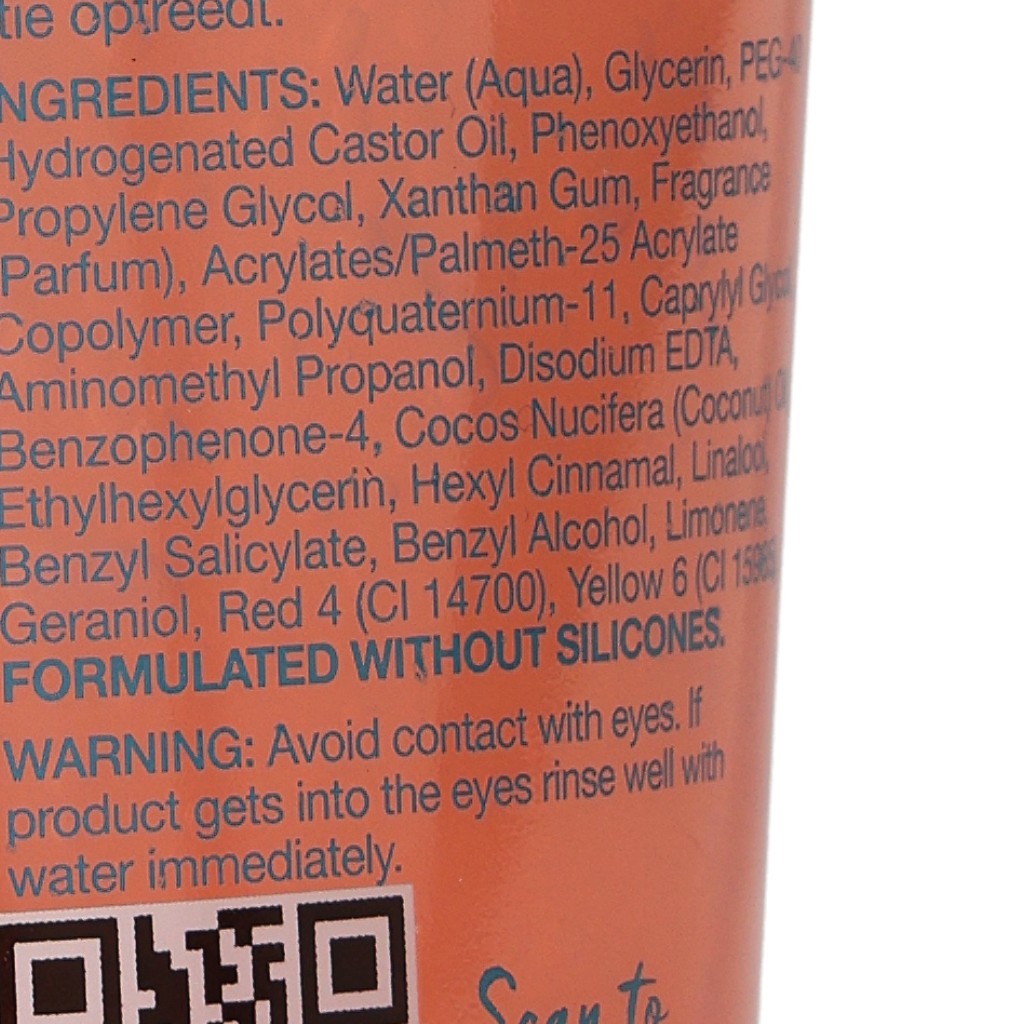 tie optreedt.
NGREDIENTS: Water (Aqua), Glycerin, PEG-40
Hydrogenated Castor Oil, Phenoxyethanol,
Propylene Glycol, Xanthan Gum, Fragrance
(Parfum), Acrylates/Palmeth-25 Acrylate
Copolymer, Polyquaternium-11, Caprylyl Glycol,
Aminomethyl Propanol, Disodium EDTA,
Benzophenone-4, Cocos Nucifera (Coconut)
Ethylhexylglycerin, Hexyl Cinnamal, Linalool,
Benzyl Salicylate, Benzyl Alcohol, Limonene,
Geraniol, Red 4 (CI 14700), Yellow 6 (CI 15985)
FORMULATED WITHOUT SILICONES.
WARNING: Avoid contact with eyes. If
product gets into the eyes rinse well with
water immediately.
Scan to